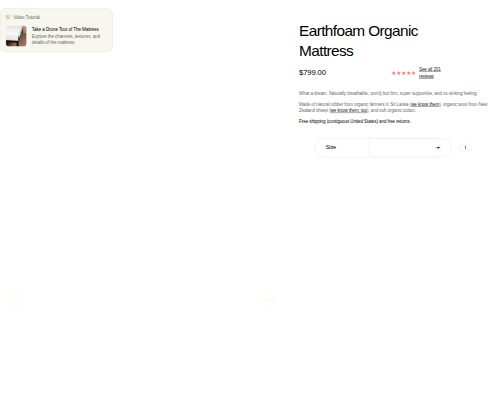 Video Tutorial
Take a Drone Tour of The Mattress
Explore the channels, textures, and
details of the mattress.
Earthfoam Organic
Mattress
$799.00
★★★★★
See all 201
reviews
What a dream. Naturally breathable, comfy but firm, super supportive, and no sinking feeling.
Made of natural rubber from organic farmers in Sri Lanka (we know them), organic wool from New
Zealand sheep (we know them, too), and soft organic cotton.
Free shipping (contiguous United States) and free returns.
Size